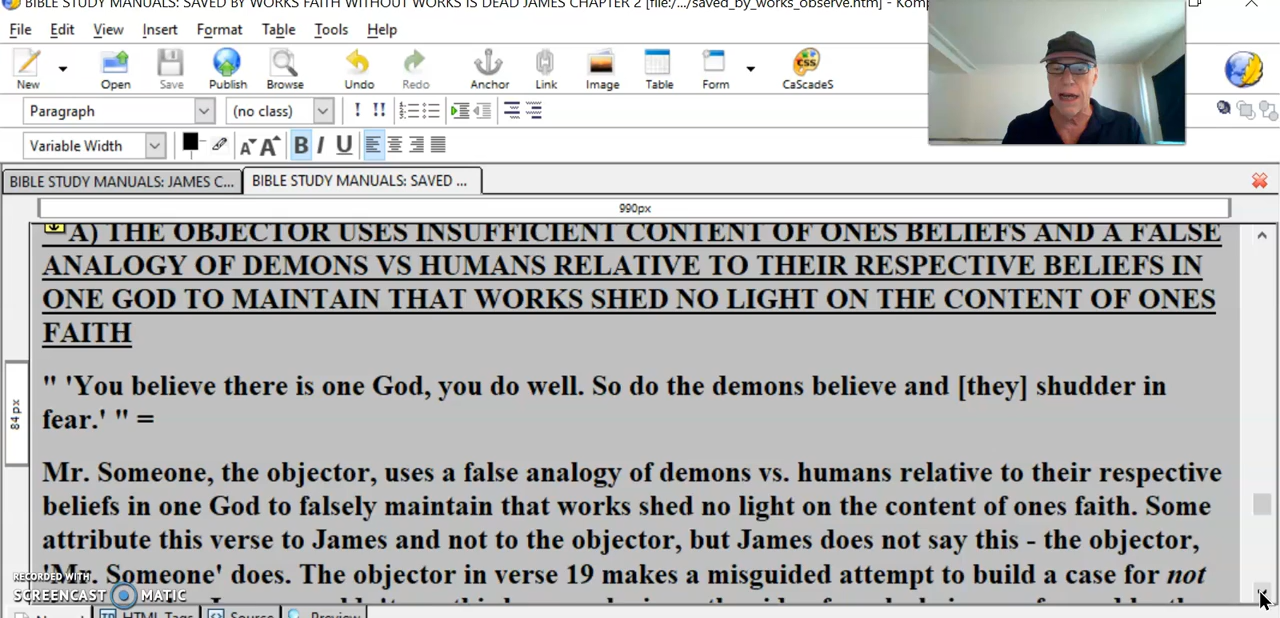 BIBLE STUDY MANUALS: SAVED BY WORKS FAITH WITHOUT WORKS IS DEAD JAMES CHAPTER 2 [file:/.../saved_by_works_observe.htm] - Kom
File Edit View Insert Format Table Tools Help
New Open Save Publish Browse Undo Redo Anchor Link Image Table Form CaScadeS
Paragraph (no class) ! !!
Variable Width A A B I U
BIBLE STUDY MANUALS: JAMES C... BIBLE STUDY MANUALS: SAVED ...
990px
A) THE OBJECTOR USES INSUFFICIENT CONTENT OF ONES BELIEFS AND A FALSE
ANALOGY OF DEMONS VS HUMANS RELATIVE TO THEIR RESPECTIVE BELIEFS IN
ONE GOD TO MAINTAIN THAT WORKS SHED NO LIGHT ON THE CONTENT OF ONES
FAITH
" 'You believe there is one God, you do well. So do the demons believe and [they] shudder in
fear.' " =
84 px
Mr. Someone, the objector, uses a false analogy of demons vs. humans relative to their respective
beliefs in one God to falsely maintain that works shed no light on the content of ones faith. Some
attribute this verse to James and not to the objector, but James does not say this - the objector,
'Mr. Someone' does. The objector in verse 19 makes a misguided attempt to build a case for not
RECORDED WITH
SCREENCAST MATIC
HTML Tags Source Preview